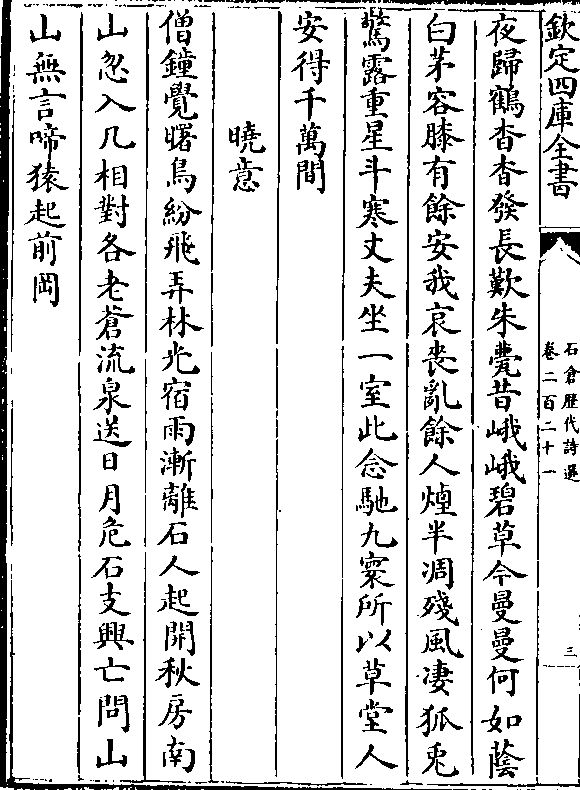 欽定四庫全書
石倉歷代詩選
卷二百二十一
三
夜歸鶴杳杳發長歎朱甍昔峨峨碧草今曼曼何如蔭
白茅容膝有餘安我哀喪亂餘人煙半凋殘風凄狐兎
驚露重星斗寒丈夫坐一室此念馳九寰所以草堂人
安得千萬間
曉意
僧鐘覺曙鳥紛飛弄林光宿雨漸離石人起開秋房南
山忽入几相對各老蒼流泉送日月危石支興亡問山
山無言啼猿起前岡